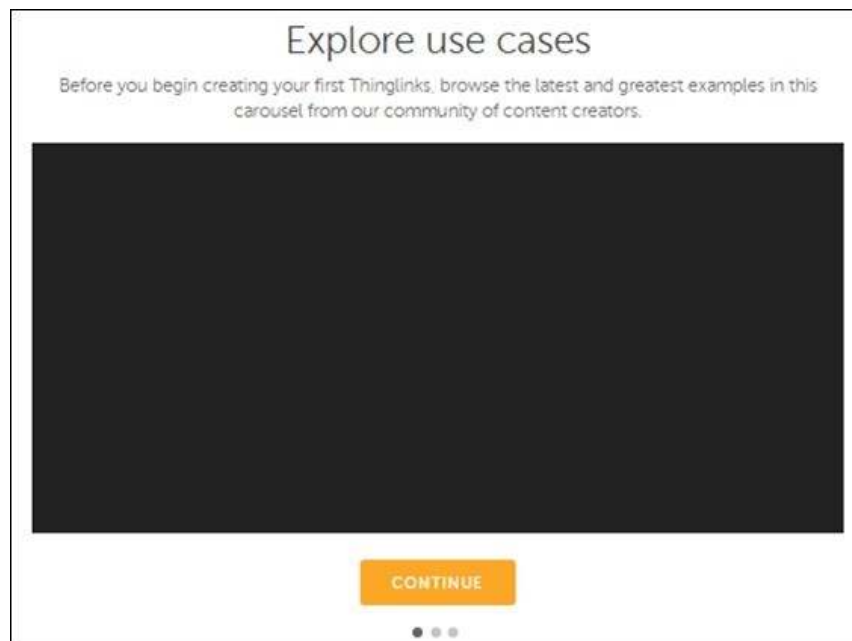 Explore use cases
Before you begin creating your first Thinglinks, browse the latest and greatest examples in this
carousel from our community of content creators.
CONTINUE